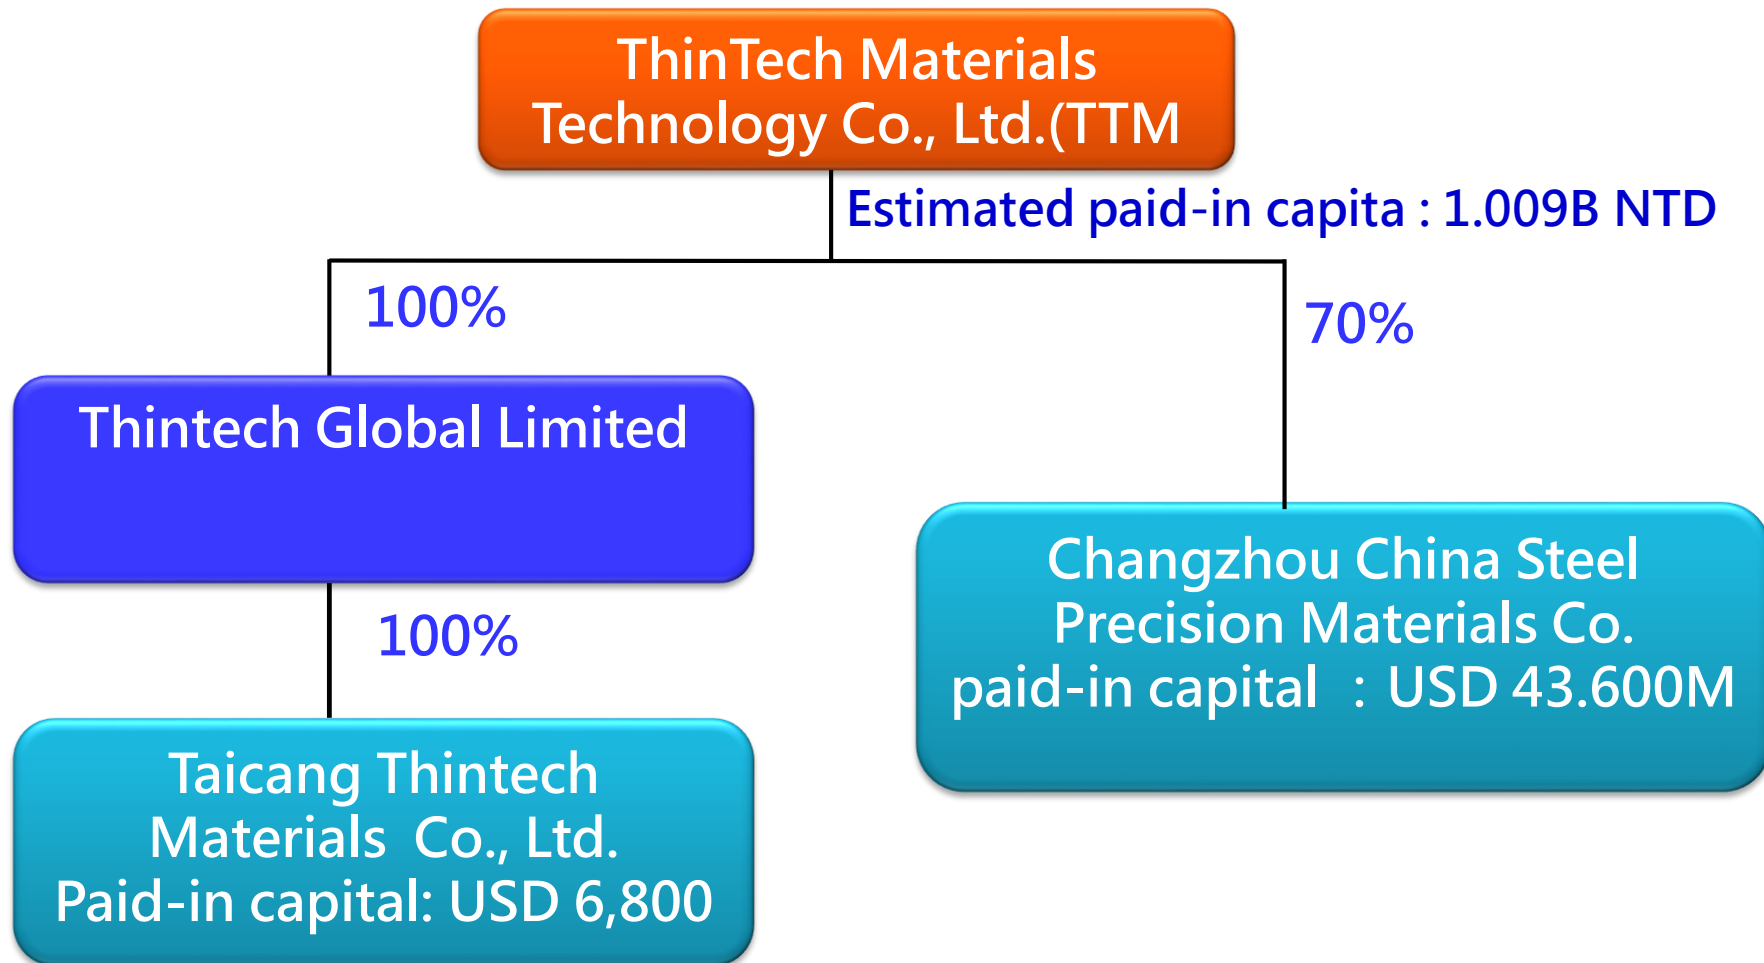 ThinTech Materials
Technology Co., Ltd.(TTM
Estimated paid-in capita : 1.009B NTD
100%
70%
Thintech Global Limited
Changzhou China Steel
Precision Materials Co.
paid-in capital : USD 43.600M
100%
Taicang Thintech
Materials Co., Ltd.
Paid-in capital: USD 6,800